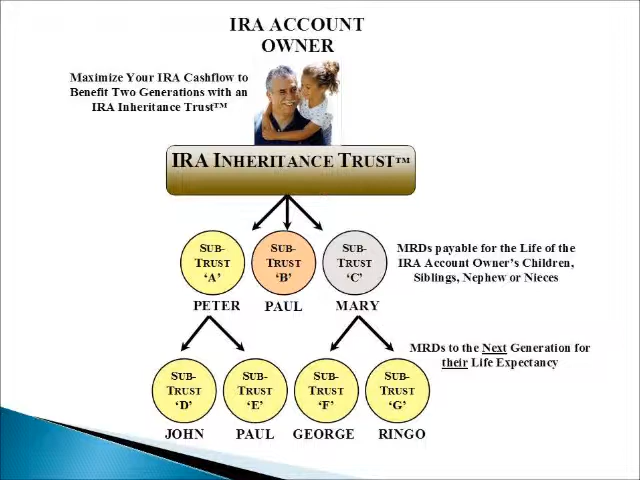 IRA ACCOUNT
OWNER
Maximize Your IRA Cashflow to
Benefit Two Generations with an
IRA Inheritance Trust™
IRA INHERITANCE TRUST™
SUB-
TRUST
‘A’
SUB-
TRUST
‘B’
SUB-
TRUST
‘C’
MRDs payable for the Life of the
IRA Account Owner’s Children,
Siblings, Nephew or Nieces
PETER
PAUL
MARY
MRDs to the Next Generation for
their Life Expectancy
SUB-
TRUST
‘D’
SUB-
TRUST
‘E’
SUB-
TRUST
‘F’
SUB-
TRUST
‘G’
JOHN
PAUL
GEORGE
RINGO